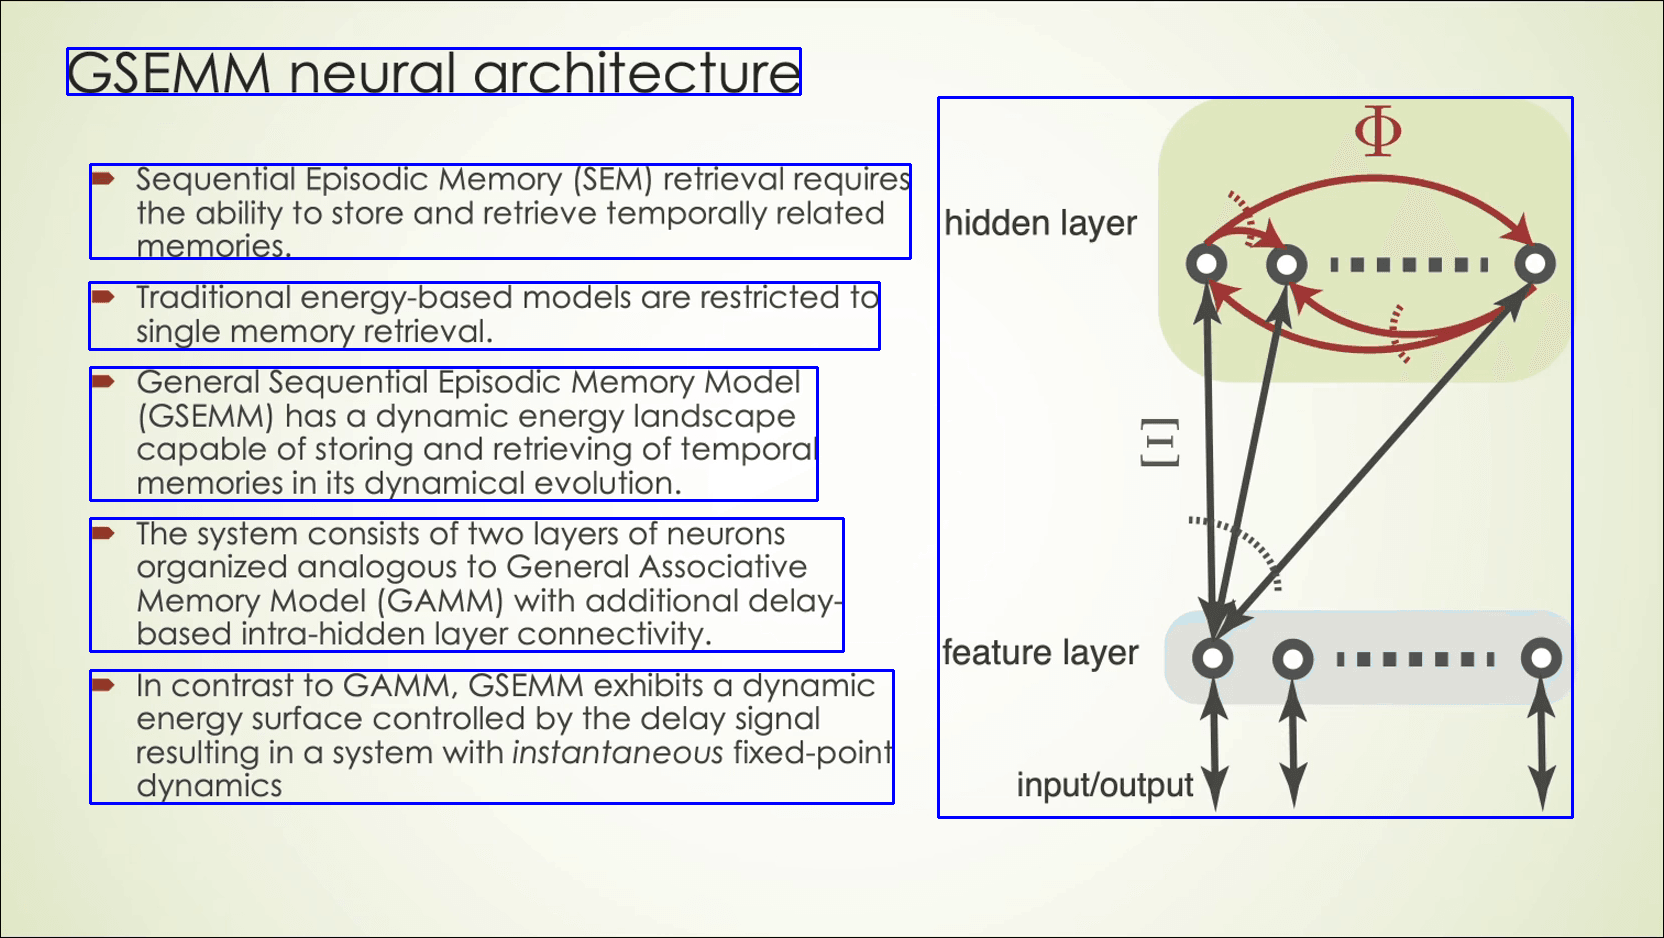 GSEMM neural architecture
Sequential Episodic Memory (SEM) retrieval requires
the ability to store and retrieve temporally related
memories.
Traditional energy-based models are restricted to
single memory retrieval.
General Sequential Episodic Memory Model
(GSEMM) has a dynamic energy landscape
capable of storing and retrieving of temporal
memories in its dynamical evolution.
The system consists of two layers of neurons
organized analogous to General Associative
Memory Model (GAMM) with additional delay-
based intra-hidden layer connectivity.
In contrast to GAMM, GSEMM exhibits a dynamic
energy surface controlled by the delay signal
resulting in a system with instantaneous fixed-point
dynamics
Φ
hidden layer
Ξ
feature layer
input/output